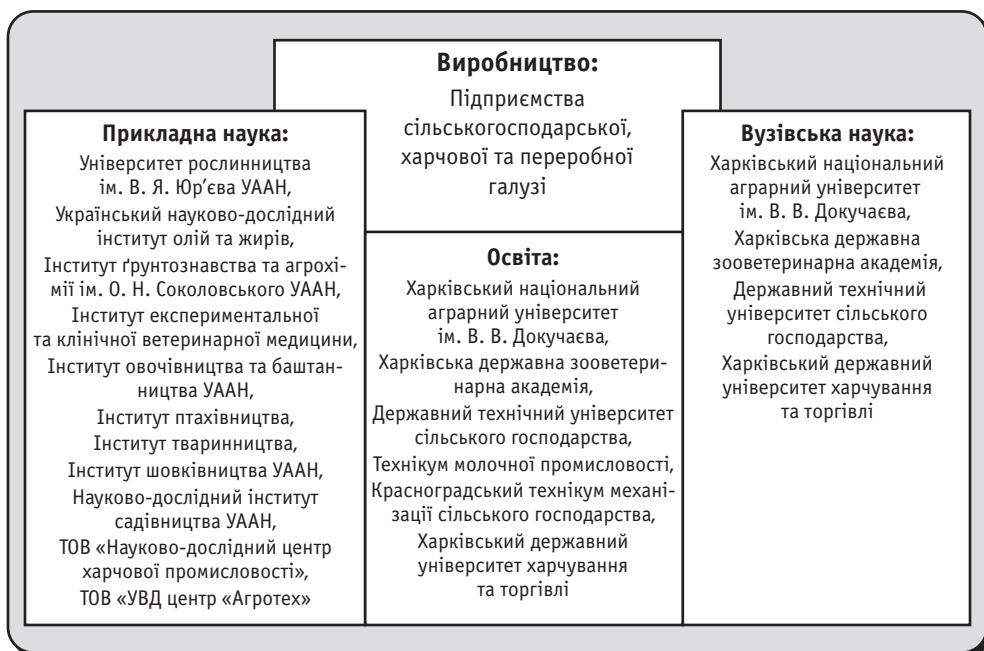 Виробництво:
Підприємства
сільськогосподарської,
харчової та переробної
галузі
Прикладна наука:
Університет рослинництва
ім. В. Я. Юр’єва УААН,
Український науково-дослідний
інститут олій та жирів,
Інститут ґрунтознавства та агрохі-
мії ім. О. Н. Соколовського УААН,
Інститут експериментальної
та клінічної ветеринарної медицини,
Інститут овочівництва та баштан-
ництва УААН,
Інститут птахівництва,
Інститут тваринництва,
Інститут шовківництва УААН,
Науково-дослідний інститут
садівництва УААН,
ТОВ «Науково-дослідний центр
харчової промисловості»,
ТОВ «УВД центр «Агротех»
Освіта:
Харківський національний
аграрний університет
ім. В. В. Докучаєва,
Харківська державна зооветери-
нарна академія,
Державний технічний університет
сільського господарства,
Технікум молочної промисловості,
Красноградський технікум механі-
зації сільського господарства,
Харківський державний
університет харчування
та торгівлі
Вузівська наука:
Харківський національний
аграрний університет
ім. В. В. Докучаєва,
Харківська державна
зооветеринарна академія,
Державний технічний
університет сільського
господарства,
Харківський державний
університет харчування
та торгівлі